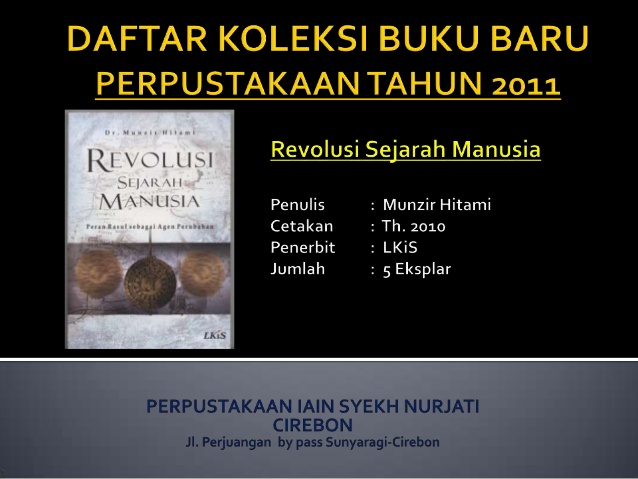 DAFTAR KOLEKSI BUKU BARU
PERPUSTAKAAN TAHUN 2011
Dr. Munzir Hitami
REVOLUSI
SEJARAH
MANUSIA
Peran Rasul sebagai Agen Perubahan
LKiS
Revolusi Sejarah Manusia
Penulis : Munzir Hitami
Cetakan : Th. 2010
Penerbit : LKiS
Jumlah : 5 Eksplar
PERPUSTAKAAN IAIN SYEKH NURJATI
CIREBON
Jl. Perjuangan by pass Sunyaragi-Cirebon